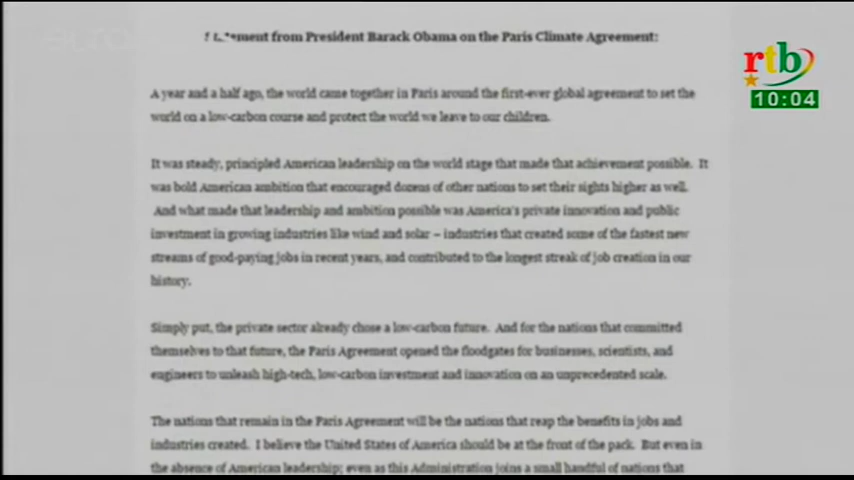 rtb
10:04
from President Barack Obama on the Paris Climate Agreement:
A year and a half ago, the world came together in Paris around the first-ever global agreement to set the
world on a low-carbon course and protect the world we leave to our children.
It was steady, principled American leadership on the world stage that made that achievement possible. It
was bold American ambition that encouraged dozens of other nations to set their sights higher as well.
And what made that leadership and ambition possible was America's private innovation and public
investment in growing industries like wind and solar – industries that created some of the fastest new
streams of good-paying jobs in recent years, and contributed to the longest streak of job creation in our
history.
Simply put, the private sector already chose a low-carbon future. And for the nations that committed
themselves to that future, the Paris Agreement opened the floodgates for businesses, scientists, and
engineers to unleash high-tech, low-carbon investment and innovation on an unprecedented scale.
The nations that remain in the Paris Agreement will be the nations that reap the benefits in jobs and
industries created. I believe the United States of America should be at the front of the pack. But even in
the absence of American leadership; even as this Administration joins a small handful of nations that